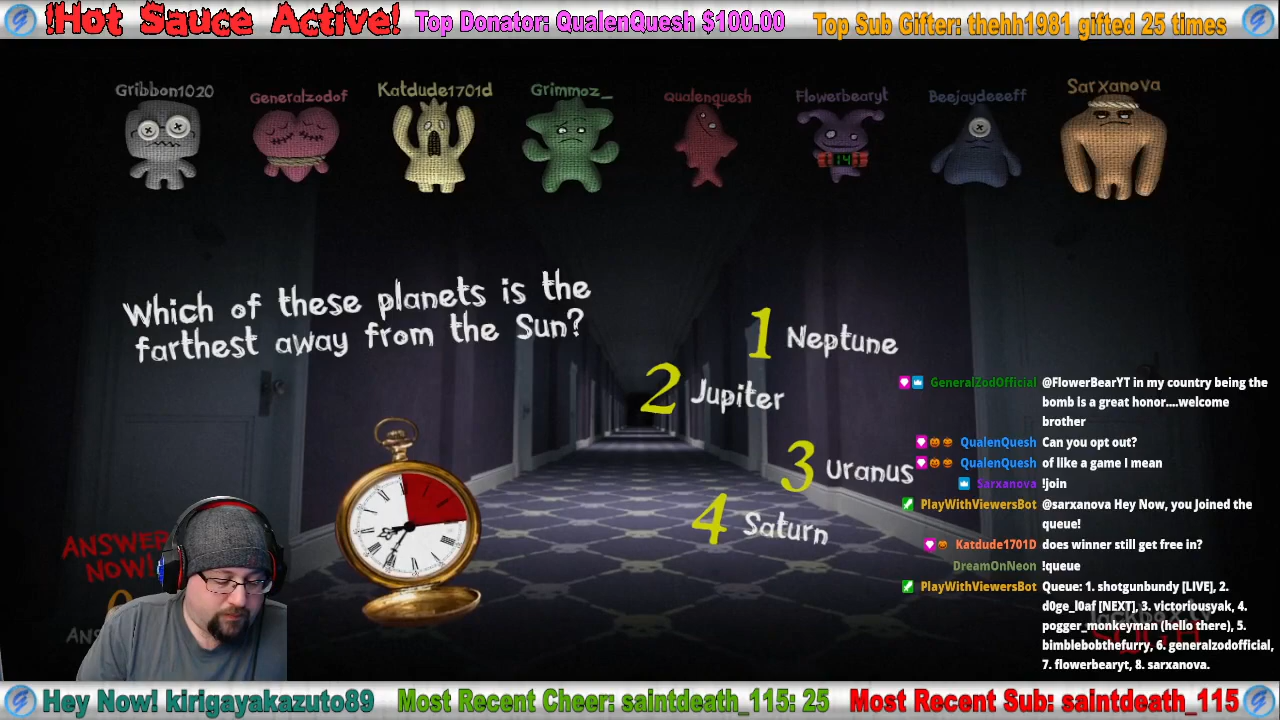 !Hot Sauce Active!
Top Donator: QualenQuesh $100.00
Top Sub Gifter: thehh1981 gifted 25 times
Gribbon1020
Generalzodof
Katdude1701d
Grimmoz_
Qualenquesh
Flowerbearyt
Beejaydeeeff
Sarxanova
14
Which of these planets is the
farthest away from the Sun?
1 Neptune
2 Jupiter
3 Uranus
4 Saturn
ANSWER
NOW!
GeneralZodOfficial @FlowerBearYT in my country being the
bomb is a great honor....welcome
brother
QualenQuesh Can you opt out?
QualenQuesh of like a game I mean
Sarxanova !join
PlayWithViewersBot @sarxanova Hey Now, you Joined the
queue!
Katdude1701D does winner still get free in?
DreamOnNeon !queue
PlayWithViewersBot Queue: 1. shotgunbundy [LIVE], 2.
d0ge_l0af [NEXT], 3. victoriousyak, 4.
pogger_monkeyman (hello there), 5.
bimblebobthefurry, 6. generalzodofficial,
7. flowerbearyt, 8. sarxanova.
Hey Now! kirigayakazuto89
Most Recent Cheer: saintdeath_115: 25
Most Recent Sub: saintdeath_115